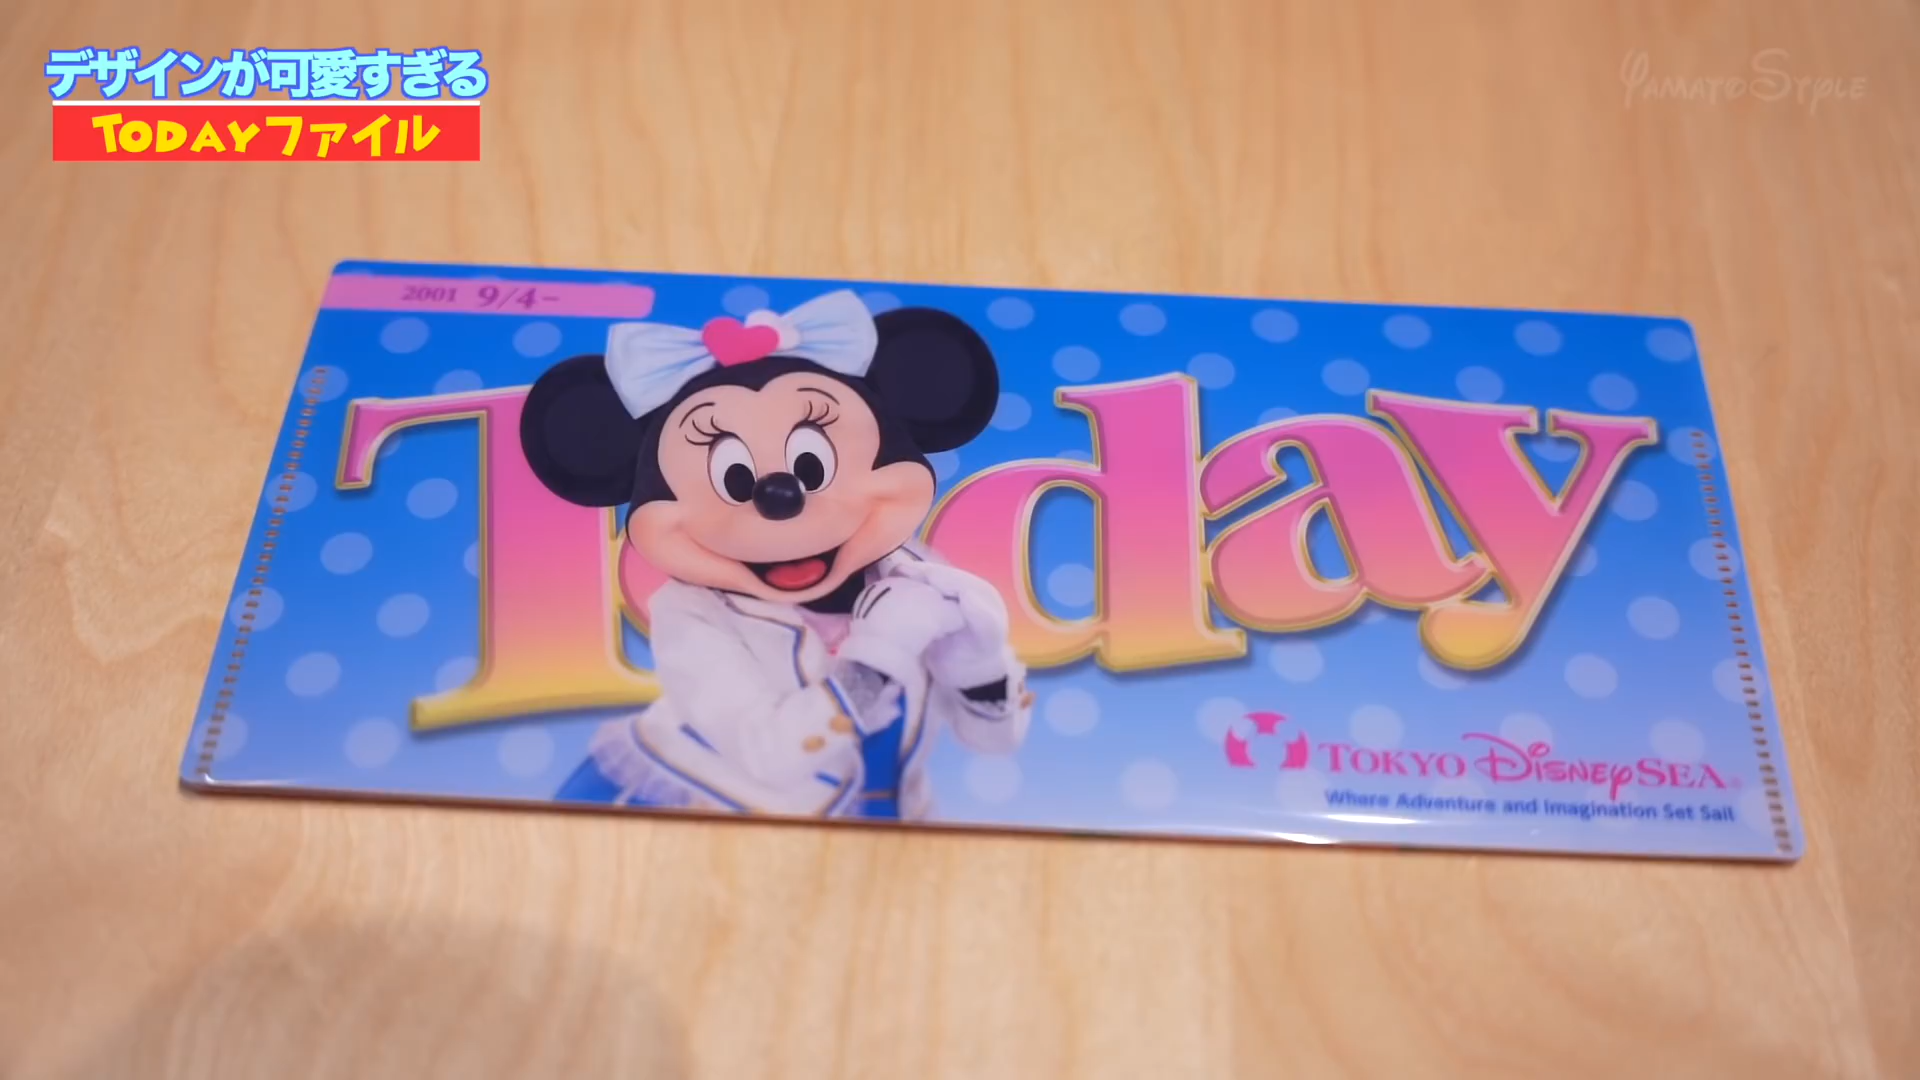 デザインが可愛すぎる
TODAYファイル
YAMATO STYLE
2001 9/4-
Today
TOKYO DISNEYSEA
Where Adventure and Imagination Set Sail